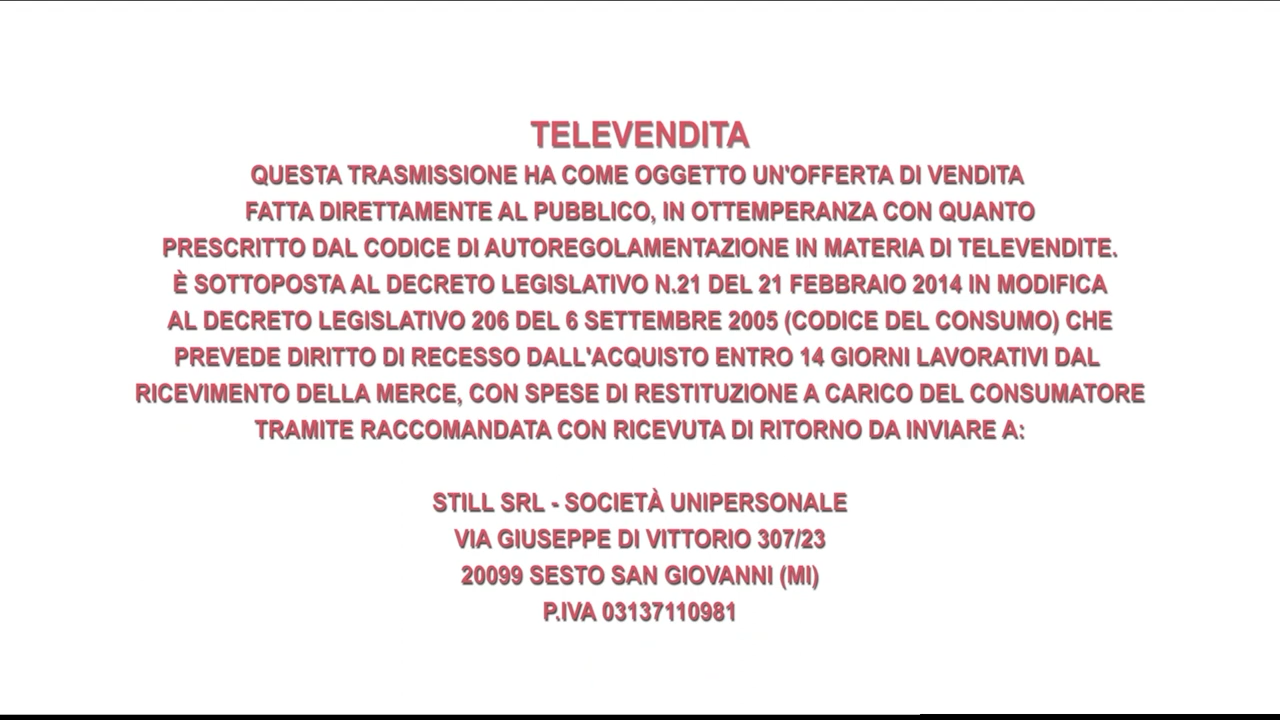 TELEVENDITA
QUESTA TRASMISSIONE HA COME OGGETTO UN'OFFERTA DI VENDITA
FATTA DIRETTAMENTE AL PUBBLICO, IN OTTEMPERANZA CON QUANTO
PRESCRITTO DAL CODICE DI AUTOREGOLAMENTAZIONE IN MATERIA DI TELEVENDITE.
È SOTTOPOSTA AL DECRETO LEGISLATIVO N.21 DEL 21 FEBBRAIO 2014 IN MODIFICA
AL DECRETO LEGISLATIVO 206 DEL 6 SETTEMBRE 2005 (CODICE DEL CONSUMO) CHE
PREVEDE DIRITTO DI RECESSO DALL'ACQUISTO ENTRO 14 GIORNI LAVORATIVI DAL
RICEVIMENTO DELLA MERCE, CON SPESE DI RESTITUZIONE A CARICO DEL CONSUMATORE
TRAMITE RACCOMANDATA CON RICEVUTA DI RITORNO DA INVIARE A:
STILL SRL - SOCIETÀ UNIPERSONALE
VIA GIUSEPPE DI VITTORIO 307/23
20099 SESTO SAN GIOVANNI (MI)
P.IVA 03137110981